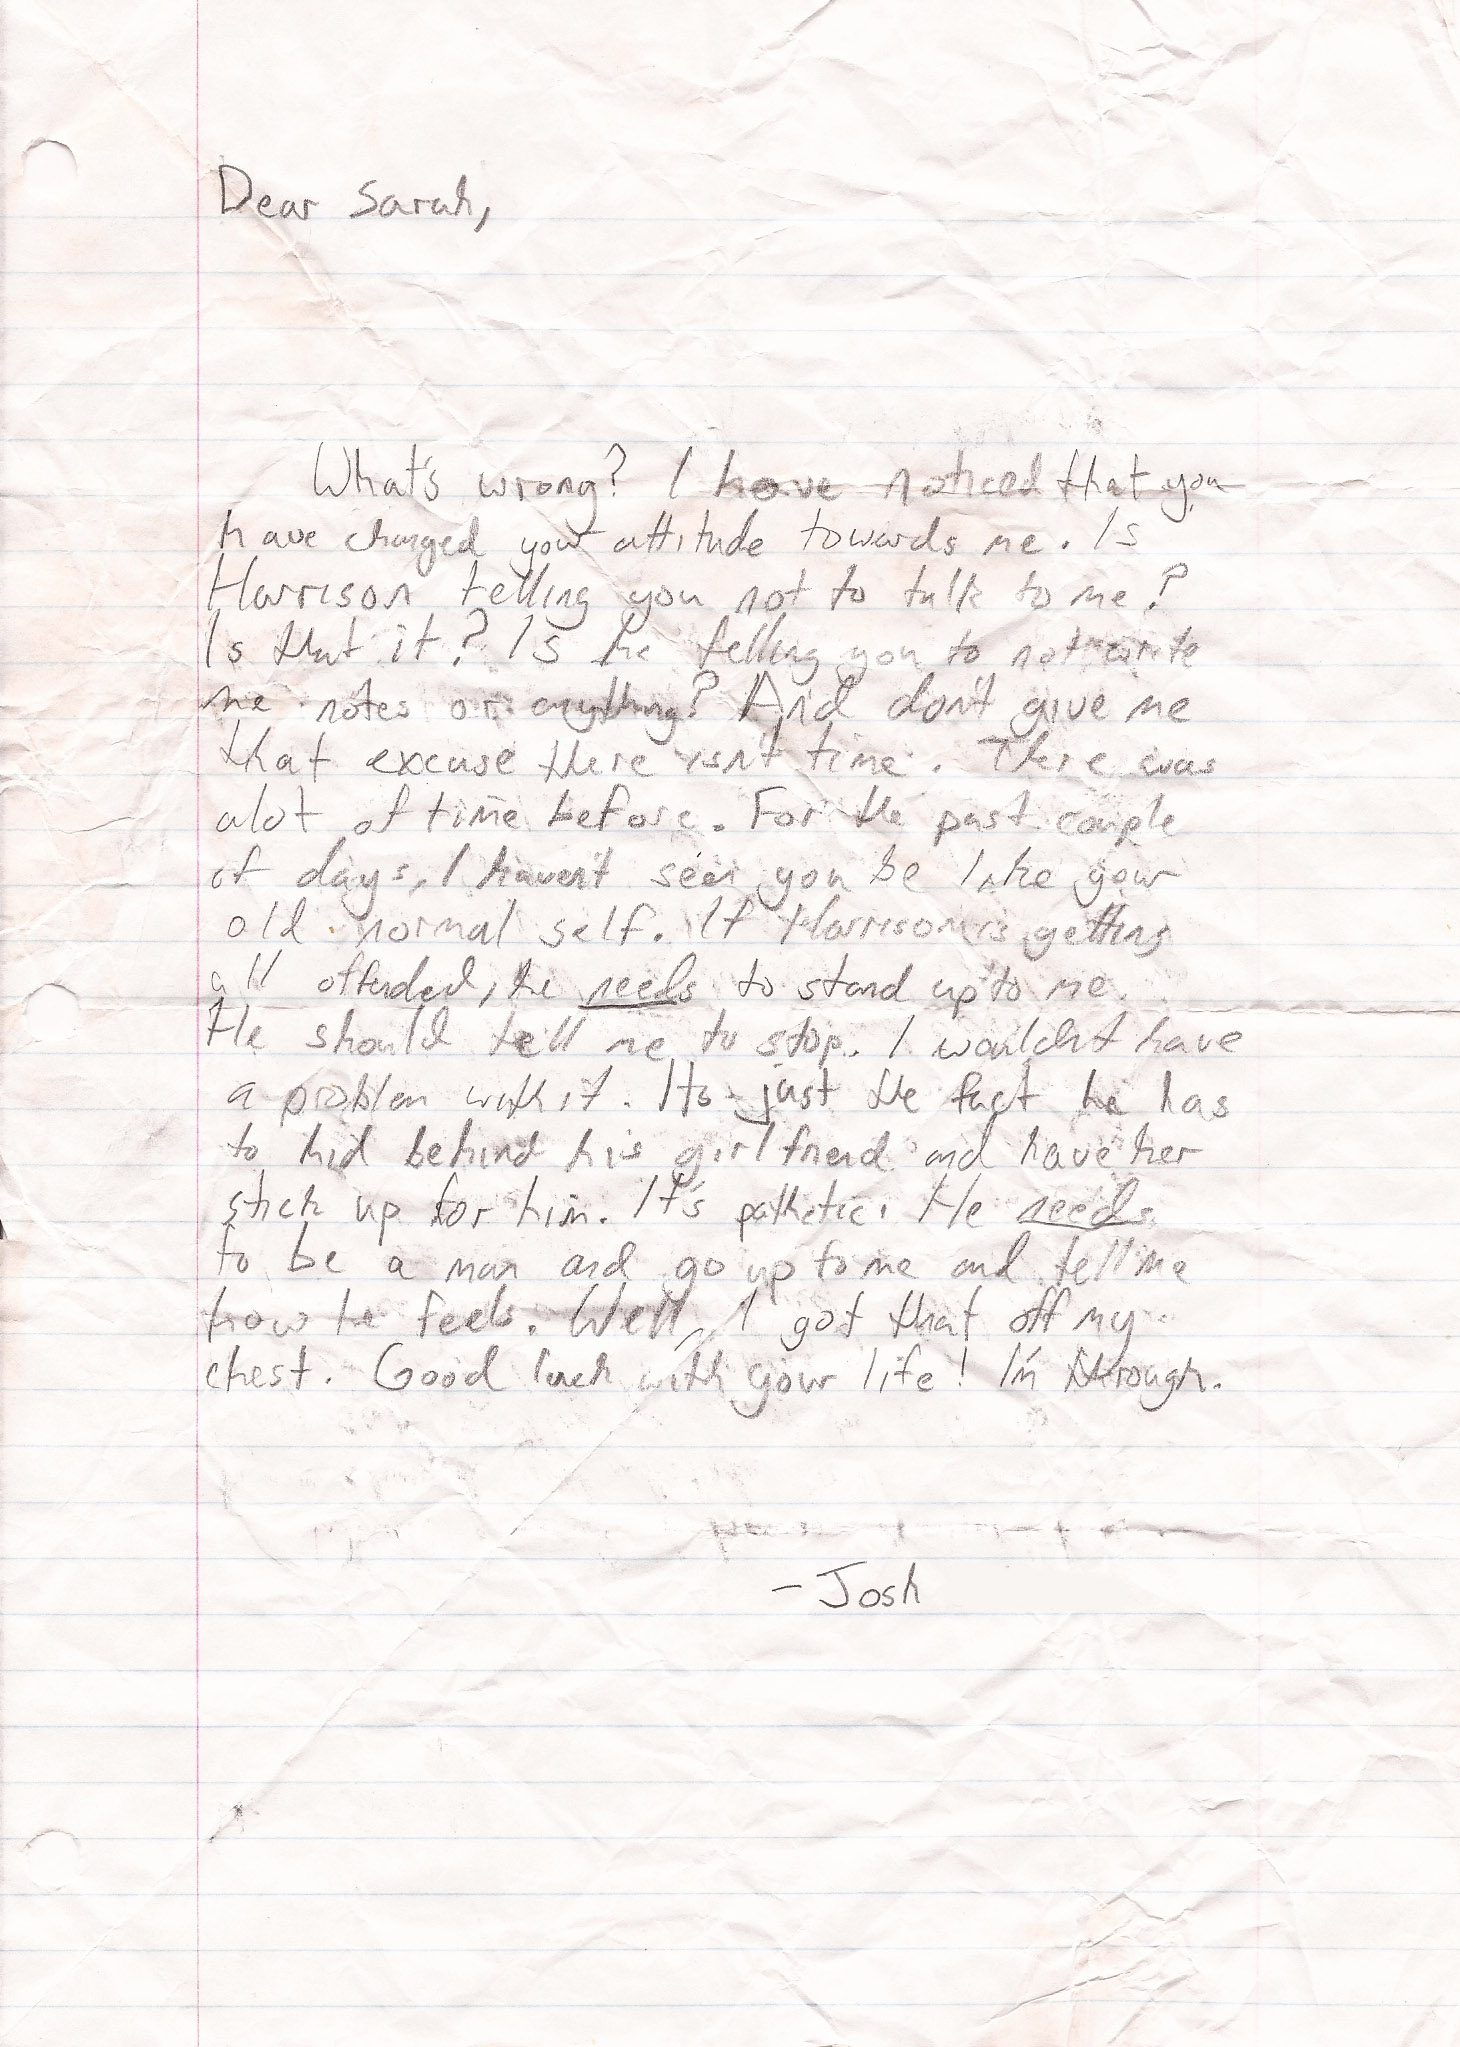 Dear Sarah,
What's wrong? I have noticed that you
have changed your attitude towards me. Is
Harrison telling you not to talk to me?
Is that it? Is he telling you to not write
me notes or anything? And don't give me
that excuse there isn't time. There was
alot of time before. For the past couple
of days, I haven't seen you be like your
old normal self. If Harrison is getting
all offended, he needs to stand up to me.
He should tell me to stop. I wouldn't have
a problem with it. Its just the fact he has
to hid behind his girlfriend and have her
stick up for him. It's pathetic. He needs
to be a man and go up to me and tell me
how he feels. Well, I got that off my
chest. Good luck with your life! I'm through.
- Josh